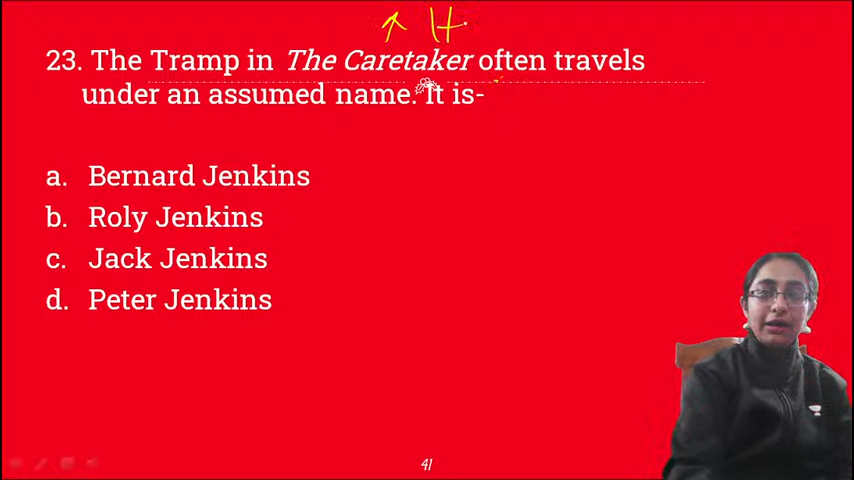 23. The Tramp in The Caretaker often travels
under an assumed name. It is-
a. Bernard Jenkins
b. Roly Jenkins
c. Jack Jenkins
d. Peter Jenkins
41